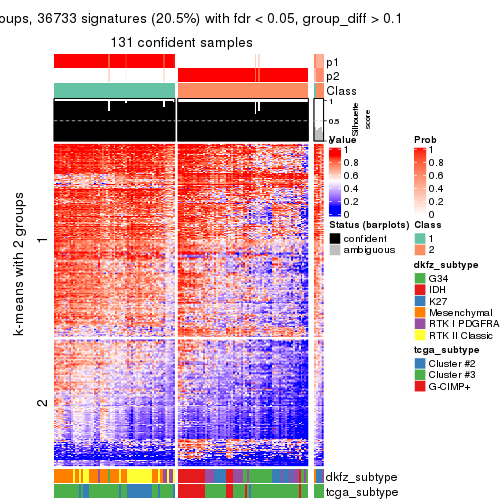 oups, 36733 signatures (20.5%) with fdr < 0.05, group_diff > 0.1
131 confident samples
p1
p2
Class
1
0.5
Silhouette
score
k-means with 2 groups
1
2
dkfz_subtype
tcga_subtype
Value
1
0.8
0.6
0.4
0.2
0
Status (barplots)
confident
ambiguous
Prob
1
0.8
0.6
0.4
0.2
0
Class
1
2
dkfz_subtype
G34
IDH
K27
Mesenchymal
RTK I PDGFRA
RTK II Classic
tcga_subtype
Cluster #2
Cluster #3
G-CIMP+